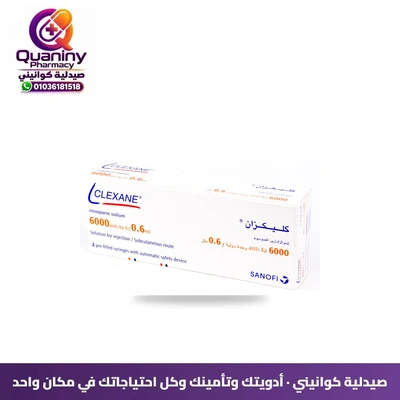 Quaniny
Pharmacy
صيدلية كوانيني
01036181518
CLEXANE®
enoxaparin sodium
6000 anti-Xa IU/0.6 ml
Solution for injection / Subcutaneous route
2 pre-filled syringes with automatic safety device
كليكزان ®
6000 anti-Xa وحدة دولية / 0.6 مل
SANOFI
صيدلية كوانيني - أدويتك وتأمينك وكل احتياجاتك في مكان واحد